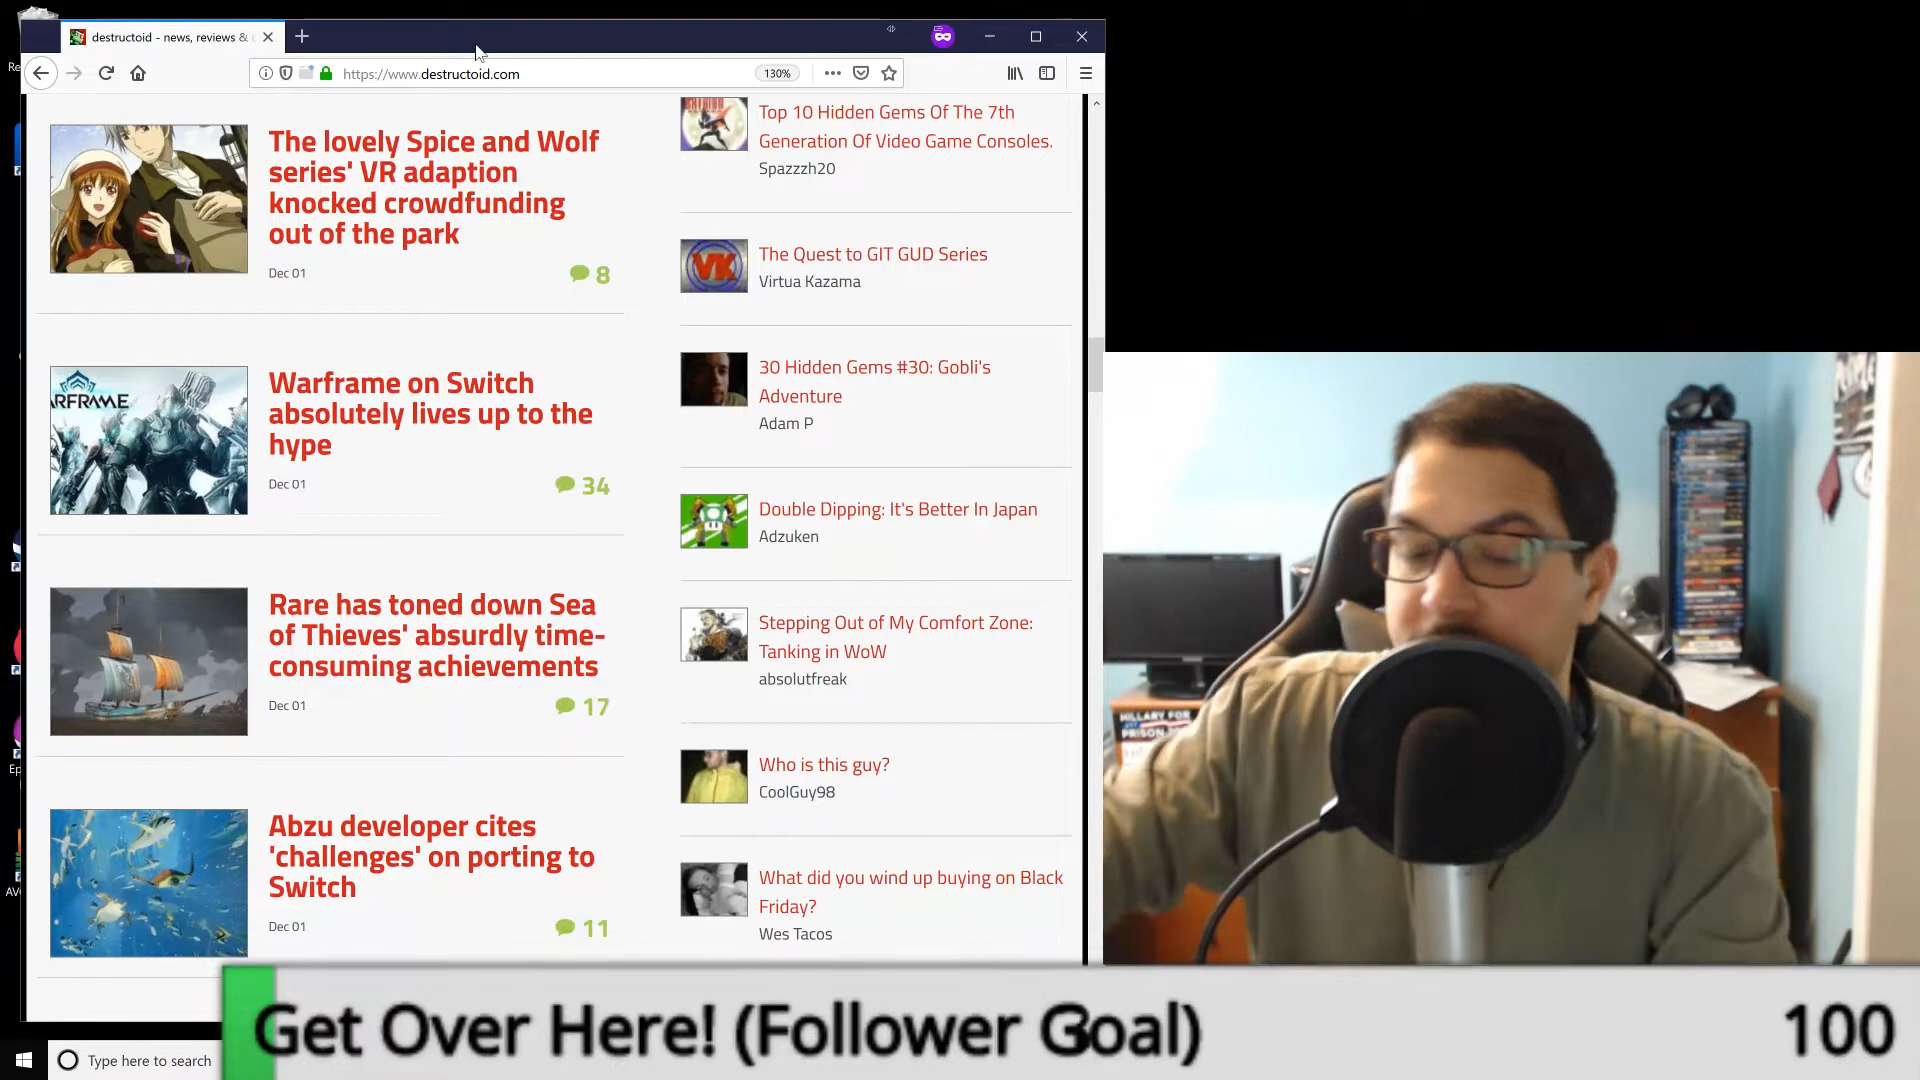 destructoid - news, reviews &
https://www.destructoid.com
130%
The lovely Spice and Wolf
series' VR adaption
knocked crowdfunding
out of the park
Dec 01
8
WARFRAME
Warframe on Switch
absolutely lives up to the
hype
Dec 01
34
Rare has toned down Sea
of Thieves' absurdly time-
consuming achievements
Dec 01
17
Abzu developer cites
'challenges' on porting to
Switch
Dec 01
11
Top 10 Hidden Gems Of The 7th
Generation Of Video Game Consoles.
Spazzzh20
VK
The Quest to GIT GUD Series
Virtua Kazama
30 Hidden Gems #30: Gobli's
Adventure
Adam P
Double Dipping: It's Better In Japan
Adzuken
Stepping Out of My Comfort Zone:
Tanking in WoW
absolutfreak
Who is this guy?
CoolGuy98
What did you wind up buying on Black
Friday?
Wes Tacos
HILLARY FOR
PRISON
Get Over Here! (Follower Goal)
3
100
Type here to search